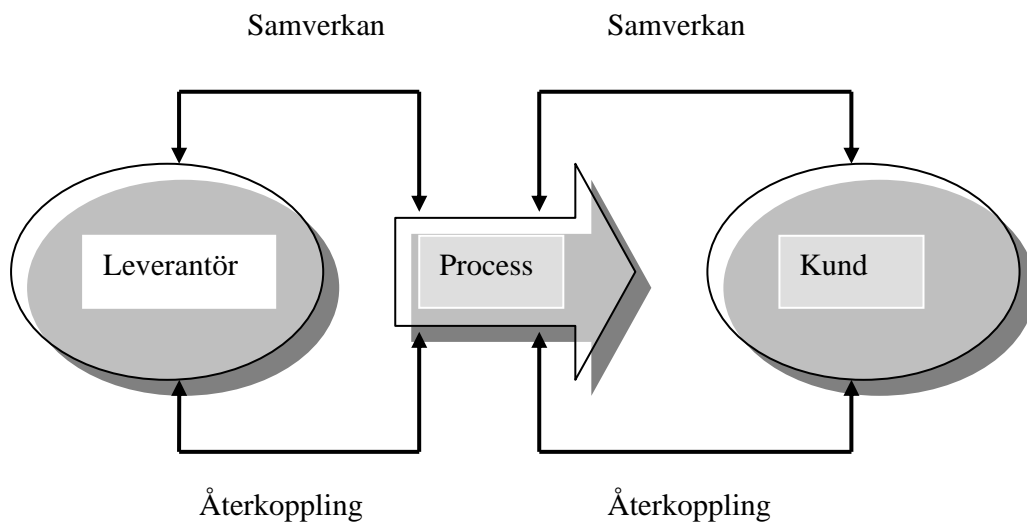 Samverkan Samverkan
Leverantör Process Kund
Återkoppling Återkoppling